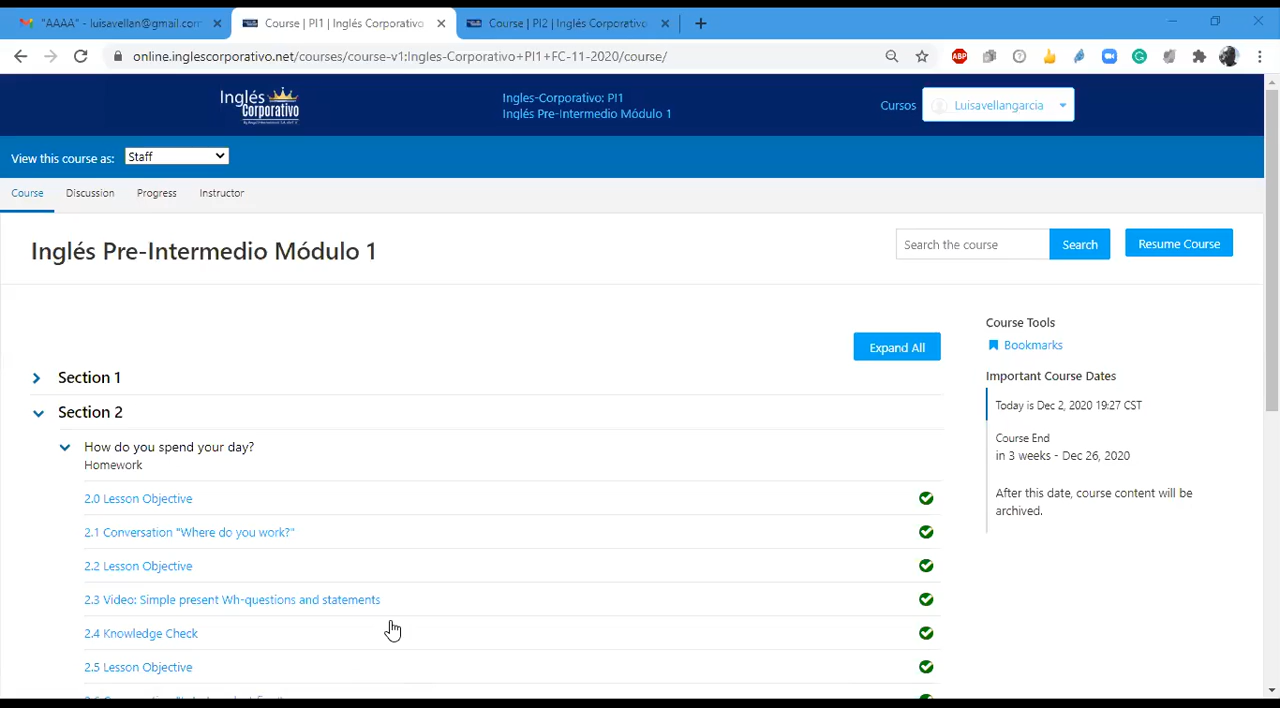 "AAAA" - luisavellan@gmail.com
Course | PI1 | Inglés Corporativo
Course | PI2 | Inglés Corporativo
online.inglescorporativo.net/courses/course-v1:Ingles-Corporativo+PI1+FC-11-2020/course/
ABP
Inglés
Corporativo
Ingles-Corporativo: PI1
Inglés Pre-Intermedio Módulo 1
Cursos
Luisavellangarcia
View this course as:
Staff
Course
Discussion
Progress
Instructor
Inglés Pre-Intermedio Módulo 1
Search the course
Search
Resume Course
Expand All
Course Tools
Bookmarks
Important Course Dates
Today is Dec 2, 2020 19:27 CST
Course End
in 3 weeks - Dec 26, 2020
After this date, course content will be
archived.
Section 1
Section 2
How do you spend your day?
Homework
2.0 Lesson Objective
2.1 Conversation "Where do you work?"
2.2 Lesson Objective
2.3 Video: Simple present Wh-questions and statements
2.4 Knowledge Check
2.5 Lesson Objective